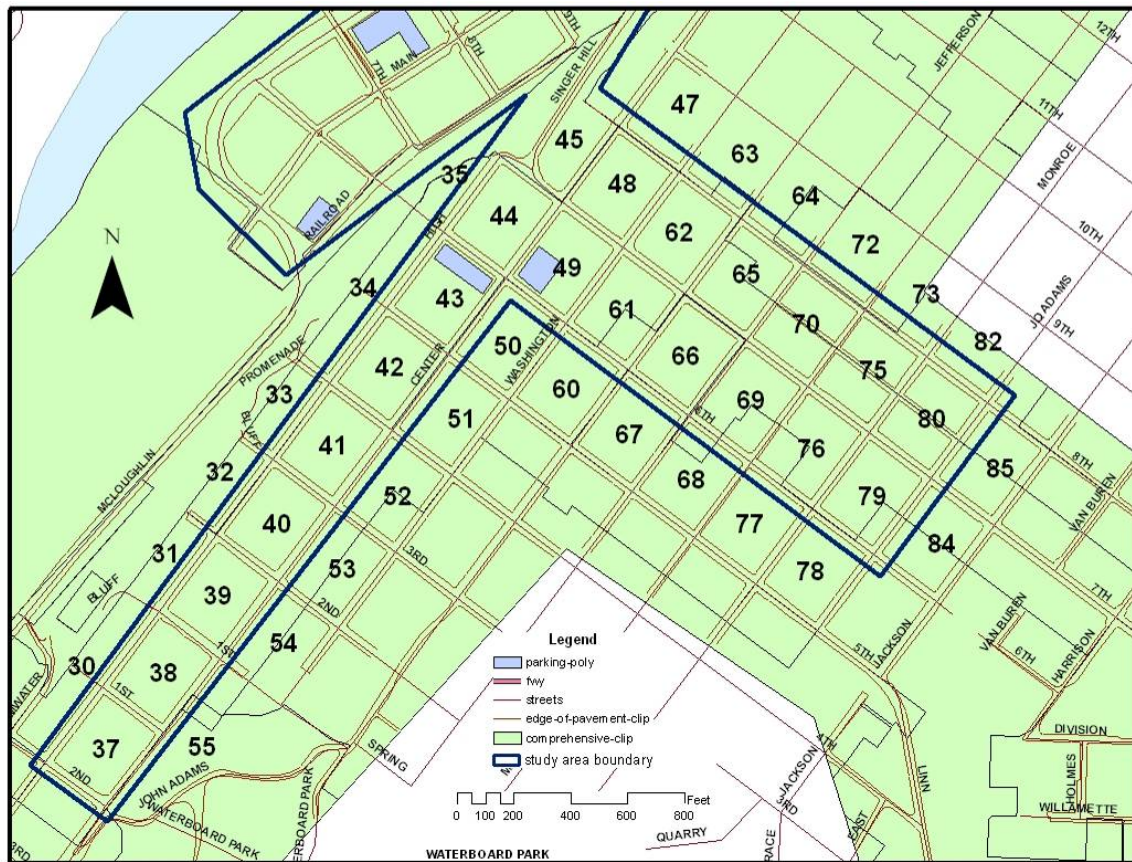 12TH
JEFFERSON
9TH
8TH
7TH
MAIN
SINGER HILL
11TH
MONROE
10TH
JQ ADAMS
9TH
47
45
63
48
64
35
RAILROAD
HIGH
44
62
72
N
49
65
73
34
43
61
70
82
PROMENADE
CENTER
50
WASHINGTON
66
75
42
60
69
80
33
6TH
BLUFF
41
51
67
76
85
8TH
VAN BUREN
MCLOUGHLIN
32
52
68
79
40
77
84
31
3RD
53
78
7TH
BLUFF
39
2ND
54
1ST
VAN BUREN
HARRISON
6TH
5TH
JACKSON
30
38
1ST
37
2ND
55
JOHN ADAMS
WATERBOARD PARK
SPRING
3RD
Legend
parking-poly
fwy
streets
edge-of-pavement-clip
comprehensive-clip
study area boundary
0 100 200 400 600 800 Feet
4TH
JACKSON
3RD
LINN
DIVISION
HOLMES
WILLAMETTE
EAST
QUARRY
WATERBOARD PARK